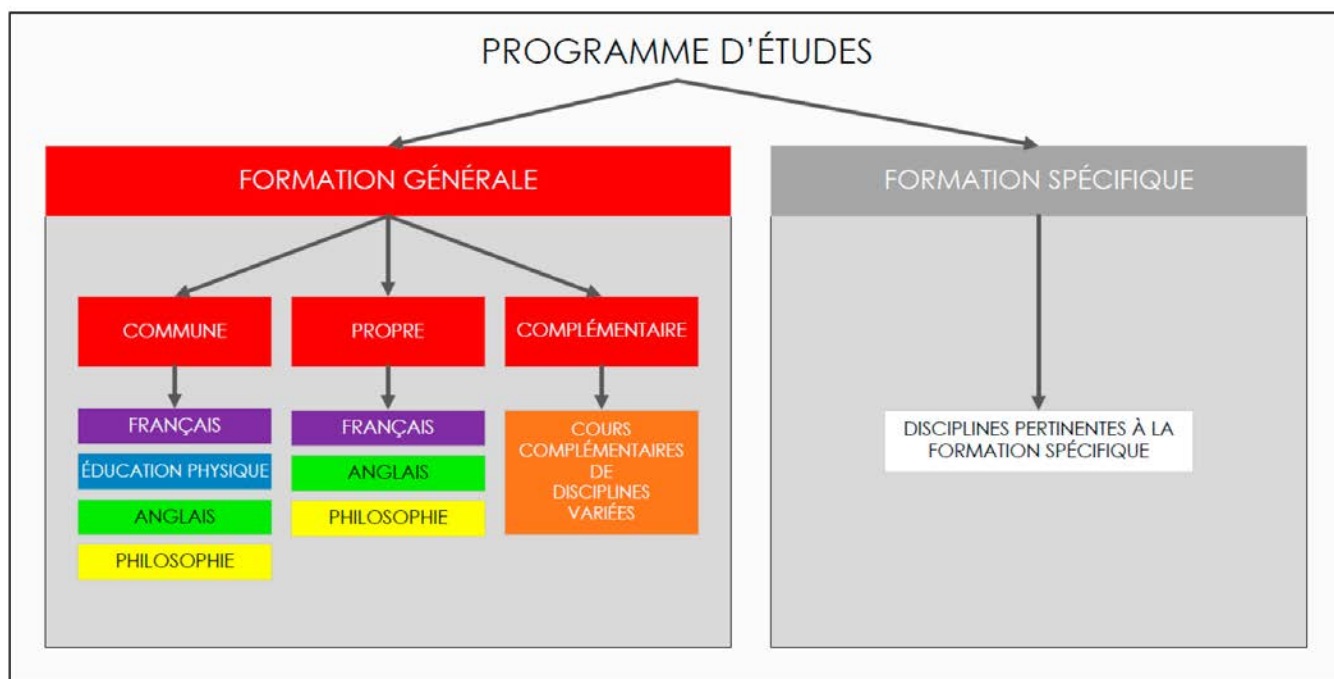 PROGRAMME D'ÉTUDES
FORMATION GÉNÉRALE
FORMATION SPÉCIFIQUE
COMMUNE
PROPRE
COMPLÉMENTAIRE
FRANÇAIS
ÉDUCATION PHYSIQUE
ANGLAIS
PHILOSOPHIE
FRANÇAIS
ANGLAIS
PHILOSOPHIE
COURS
COMPLÉMENTAIRES
DE
DISCIPLINES
VARIÉES
DISCIPLINES PERTINENTES À LA
FORMATION SPÉCIFIQUE